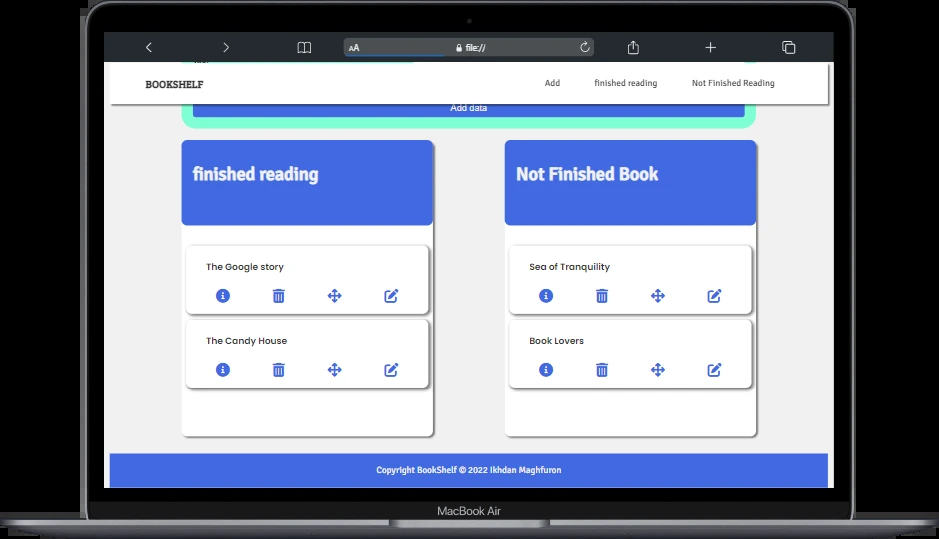 AA file://
BOOKSHELF Add finished reading Not Finished Reading
Add data
finished reading
The Google story
The Candy House
Not Finished Book
Sea of Tranquility
Book Lovers
Copyright BookShelf © 2022 Ikhdan Maghfuron
MacBook Air